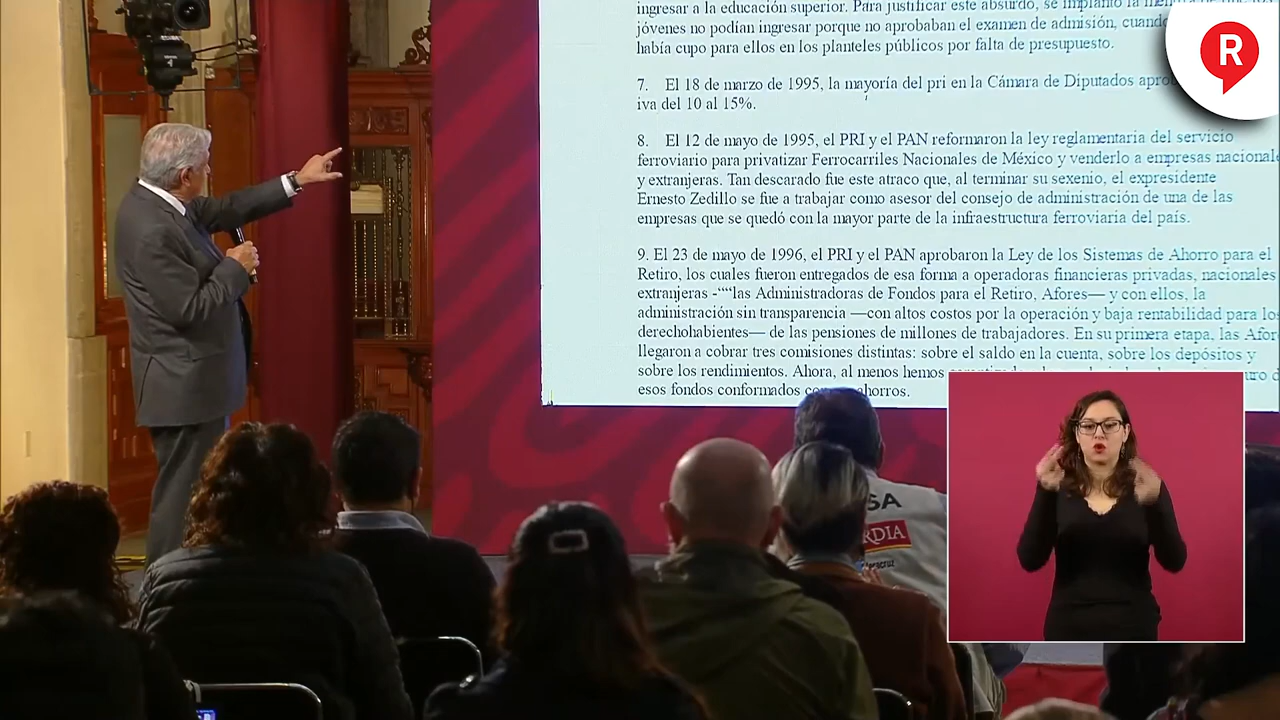 ingresar a la educación superior. Para justificar este absurdo, se implantó la
jóvenes no podían ingresar porque no aprobaban el examen de admisión,
había cupo para ellos en los planteles públicos por falta de presupuesto.
7. El 18 de marzo de 1995, la mayoría del pri en la Cámara de Diputados
iva del 10 al 15%.
8. El 12 de mayo de 1995, el PRI y el PAN reformaron la ley reglamentaria del servicio
ferroviario para privatizar Ferrocarriles Nacionales de México y venderlo a empresas
y extranjeras. Tan descarado fue este atraco que, al terminar su sexenio, el expresidente
Ernesto Zedillo se fue a trabajar como asesor del consejo de administración de una de las
empresas que se quedó con la mayor parte de la infraestructura ferroviaria del país.
9. El 23 de mayo de 1996, el PRI y el PAN aprobaron la Ley de los Sistemas de Ahorro para el
Retiro, los cuales fueron entregados de esa forma a operadoras financieras privadas, nacionales
extranjeras -""las Administradoras de Fondos para el Retiro, Afores— y con ellos, la
administración sin transparencia —con altos costos por la operación y baja rentabilidad para los
derechohabientes— de las pensiones de millones de trabajadores. En su primera etapa, las
llegaron a cobrar tres comisiones distintas: sobre el saldo en la cuenta, sobre los depósitos y
sobre los rendimientos. Ahora, al menos hemos
esos fondos conformados ahorros.
R
SA
RDIA